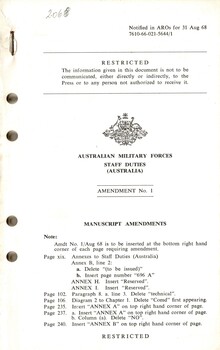 2066
Notified in AROs for 31 Aug 68
7610-66-021-5644/1
RESTRICTED
The information given in this document is not to be
communicated, either directly or indirectly, to the
Press or to any person not authorized to receive it.
AUSTRALIAN MILITARY FORCES
STAFF DUTIES
(AUSTRALIA)
AMENDMENT No. 1
MANUSCRIPT AMENDMENTS
Note:
Amdt No. 1/Aug 68 is to be inserted at the bottom right hand
corner of each page requiring amendment.
Page xix. Annexes to Staff Duties (Australia)
Annex B, line 2:
a. Delete "(to be issued)"
b. Insert page number "696 A"
ANNEX H. Insert "Reserved".
ANNEX J. Insert "Reserved".
Page 102. Paragraph 8. a. line 3. Delete "technical".
Page 106 Diagram 2 to Chapter 1. Delete "Comd" first appearing.
Page 235. Insert "ANNEX A" on top right hand corner of page.
Page 237. a. Insert "ANNEX A" on top right hand corner of page.
b. Column (s). Delete "NO".
Page 240. Insert "ANNEX B" on top right hand corner of page.
RESTRICTED